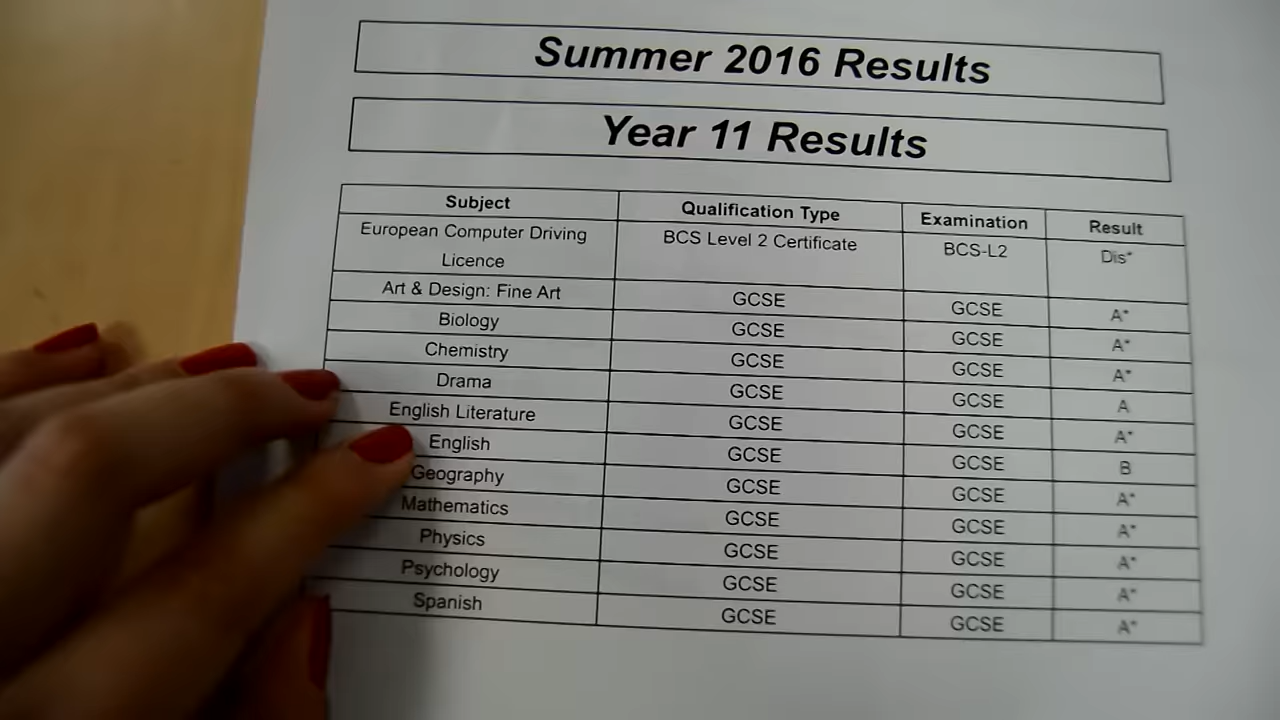 Summer 2016 Results
Year 11 Results
Subject Qualification Type Examination Result
European Computer Driving Licence BCS Level 2 Certificate BCS-L2 Dis*
Art & Design: Fine Art GCSE GCSE A*
Biology GCSE GCSE A*
Chemistry GCSE GCSE A*
Drama GCSE GCSE A
English Literature GCSE GCSE A*
English GCSE GCSE B
Geography GCSE GCSE A*
Mathematics GCSE GCSE A*
Physics GCSE GCSE A*
Psychology GCSE GCSE A*
Spanish GCSE GCSE A*